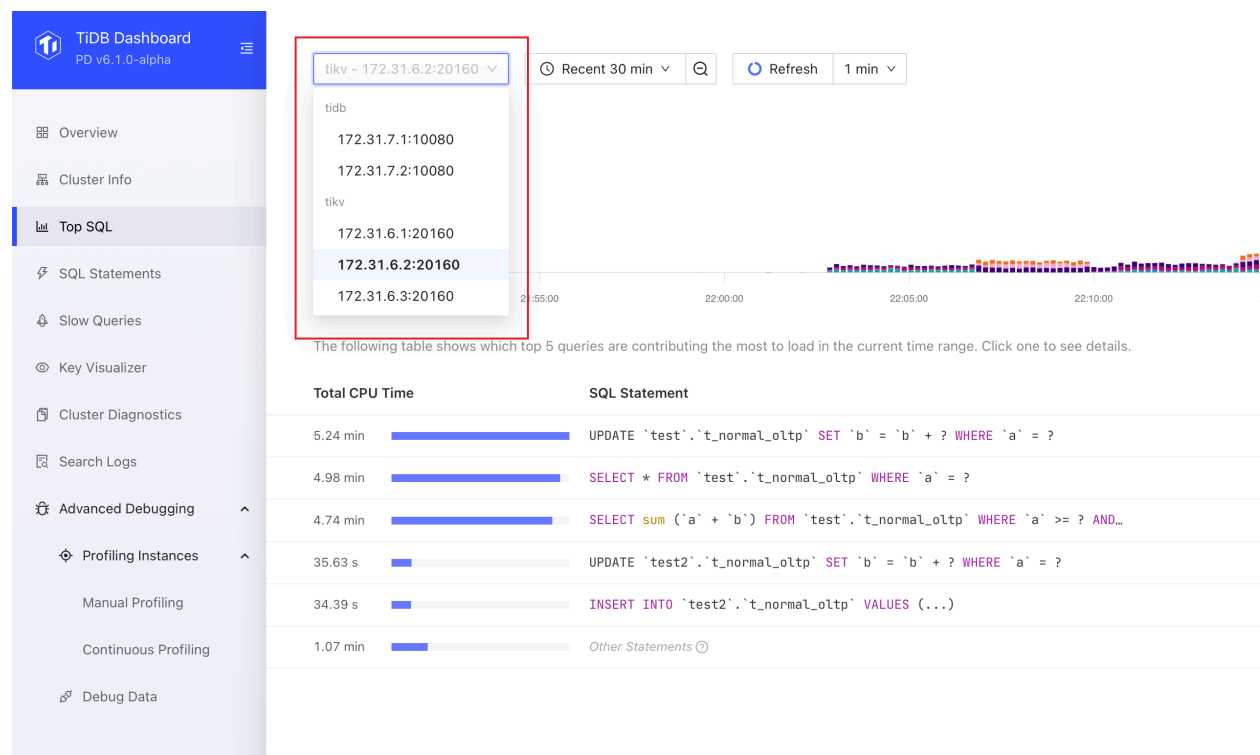 TiDB Dashboard
PD v6.1.0-alpha
Overview
Cluster Info
Top SQL
SQL Statements
Slow Queries
Key Visualizer
Cluster Diagnostics
Search Logs
Advanced Debugging
Profiling Instances
Manual Profiling
Continuous Profiling
Debug Data
tikv - 172.31.6.2:20160
Recent 30 min
Refresh
1 min
tidb
172.31.7.1:10080
172.31.7.2:10080
tikv
172.31.6.1:20160
172.31.6.2:20160
172.31.6.3:20160
:55:00 22:00:00 22:05:00 22:10:00
The following table shows which top 5 queries are contributing the most to load in the current time range. Click one to see details.
Total CPU Time SQL Statement
5.24 min UPDATE `test`.`t_normal_oltp` SET `b` = `b` + ? WHERE `a` = ?
4.98 min SELECT * FROM `test`.`t_normal_oltp` WHERE `a` = ?
4.74 min SELECT sum (`a` + `b`) FROM `test`.`t_normal_oltp` WHERE `a` >= ? AND…
35.63 s UPDATE `test2`.`t_normal_oltp` SET `b` = `b` + ? WHERE `a` = ?
34.39 s INSERT INTO `test2`.`t_normal_oltp` VALUES (...)
1.07 min Other Statements